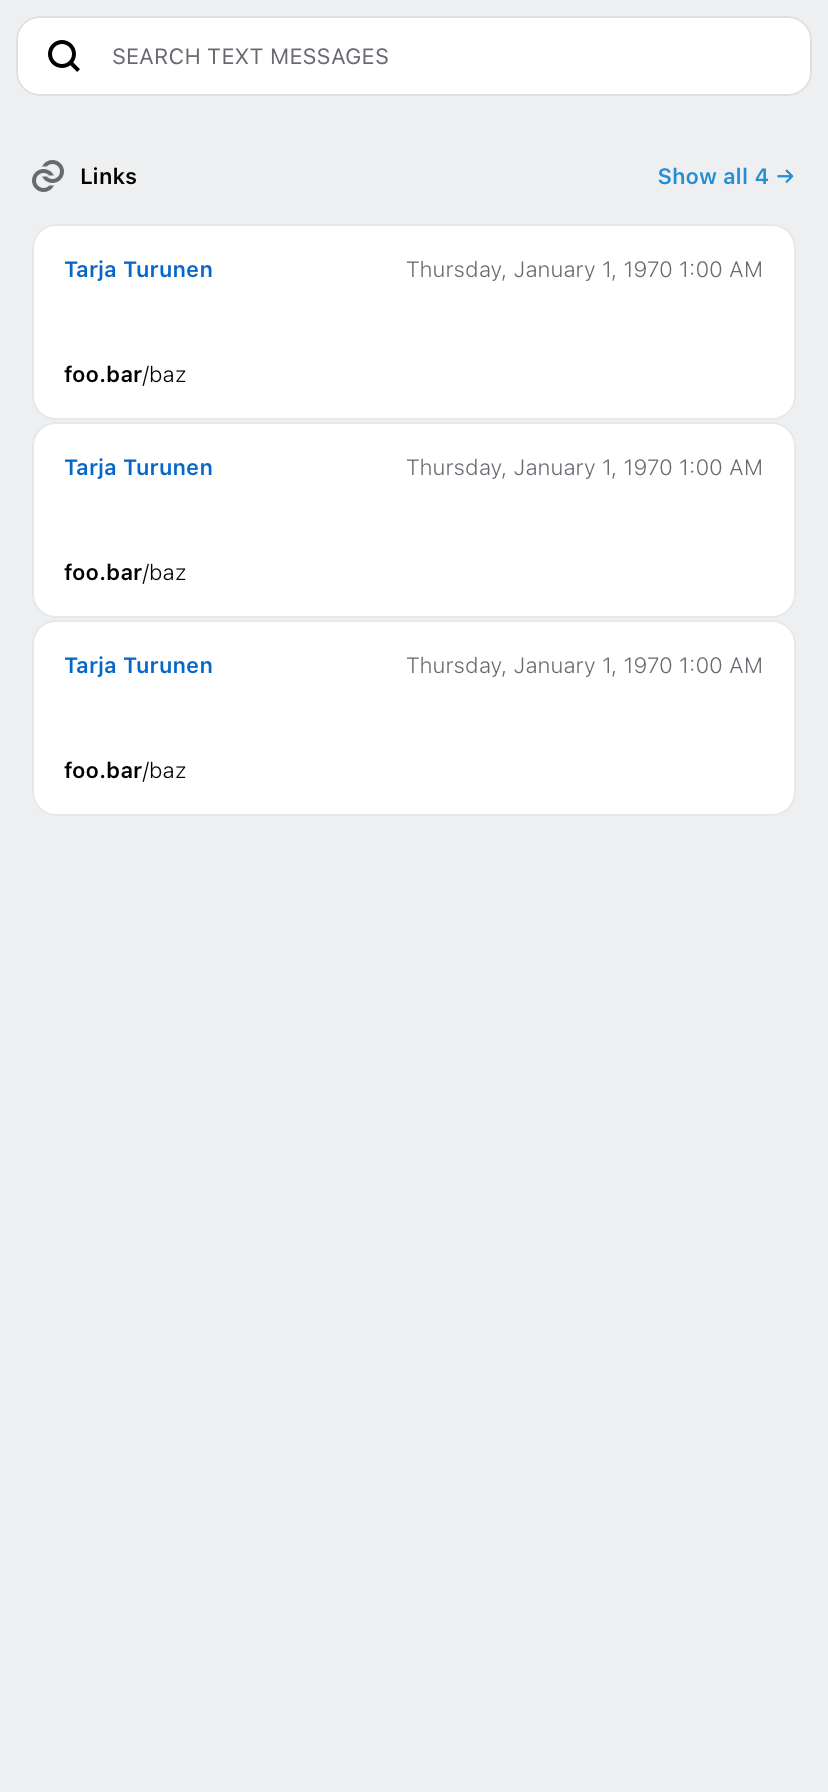 SEARCH TEXT MESSAGES
Links
Show all 4 →
Tarja Turunen
Thursday, January 1, 1970 1:00 AM
foo.bar/baz
Tarja Turunen
Thursday, January 1, 1970 1:00 AM
foo.bar/baz
Tarja Turunen
Thursday, January 1, 1970 1:00 AM
foo.bar/baz